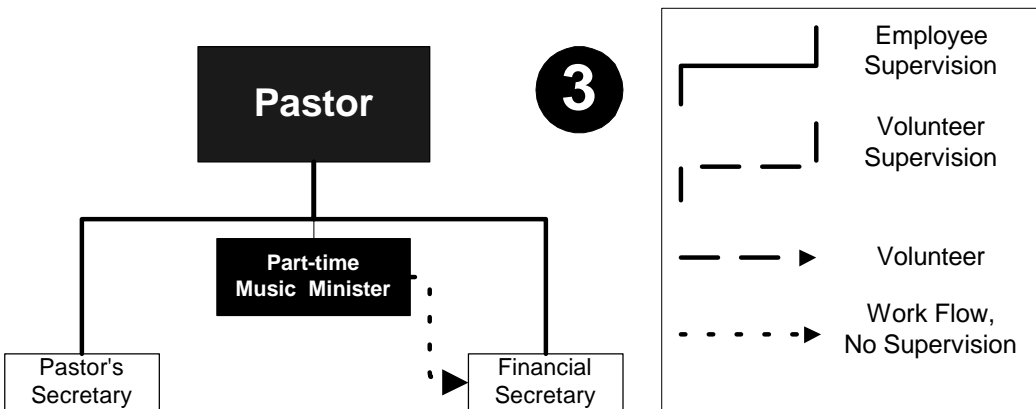 Pastor
3
Part-time
Music Minister
Pastor's
Secretary
Financial
Secretary
Employee
Supervision
Volunteer
Supervision
Volunteer
Work Flow,
No Supervision